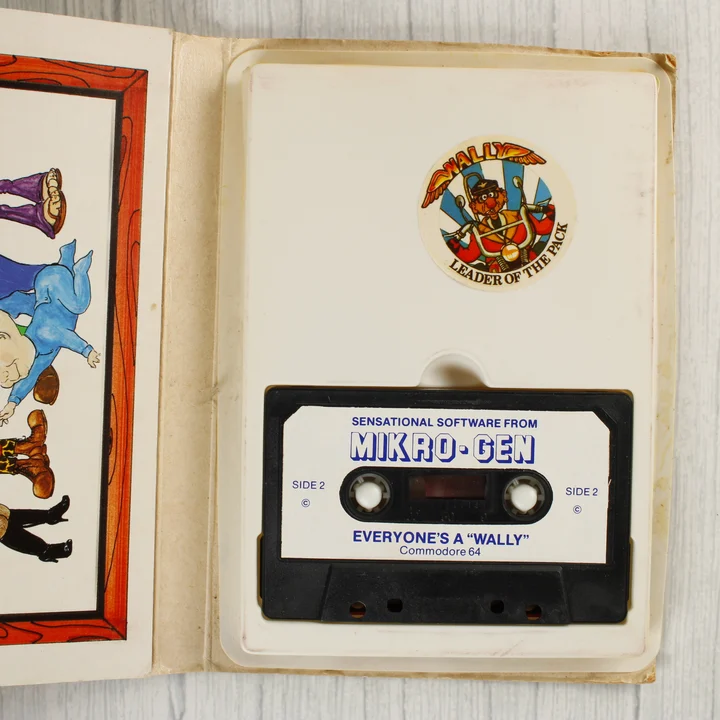 WALLY
LEADER OF THE PACK
SENSATIONAL SOFTWARE FROM
MIKRO-GEN
SIDE 2
SIDE 2
©
©
EVERYONE'S A "WALLY"
Commodore 64